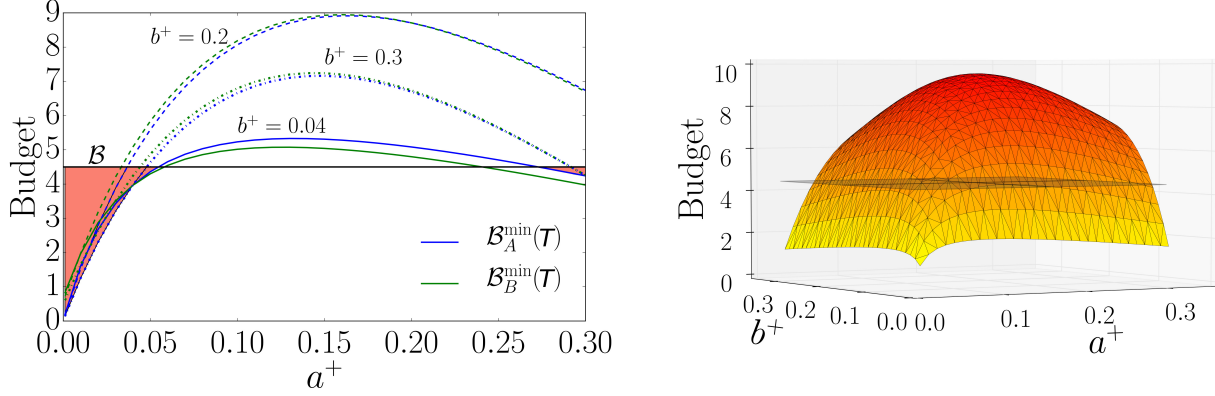 9
8
7
6
5
4
3
2
1
0
Budget
b⁺ = 0.2
b⁺ = 0.3
b⁺ = 0.04
ℬ
ℬ_A^min(T)
ℬ_B^min(T)
0.00 0.05 0.10 0.15 0.20 0.25 0.30
a⁺
10
8
6
4
2
0
Budget
0.3 0.2 0.1 0.0
b⁺
0.0 0.1 0.2 0.3
a⁺